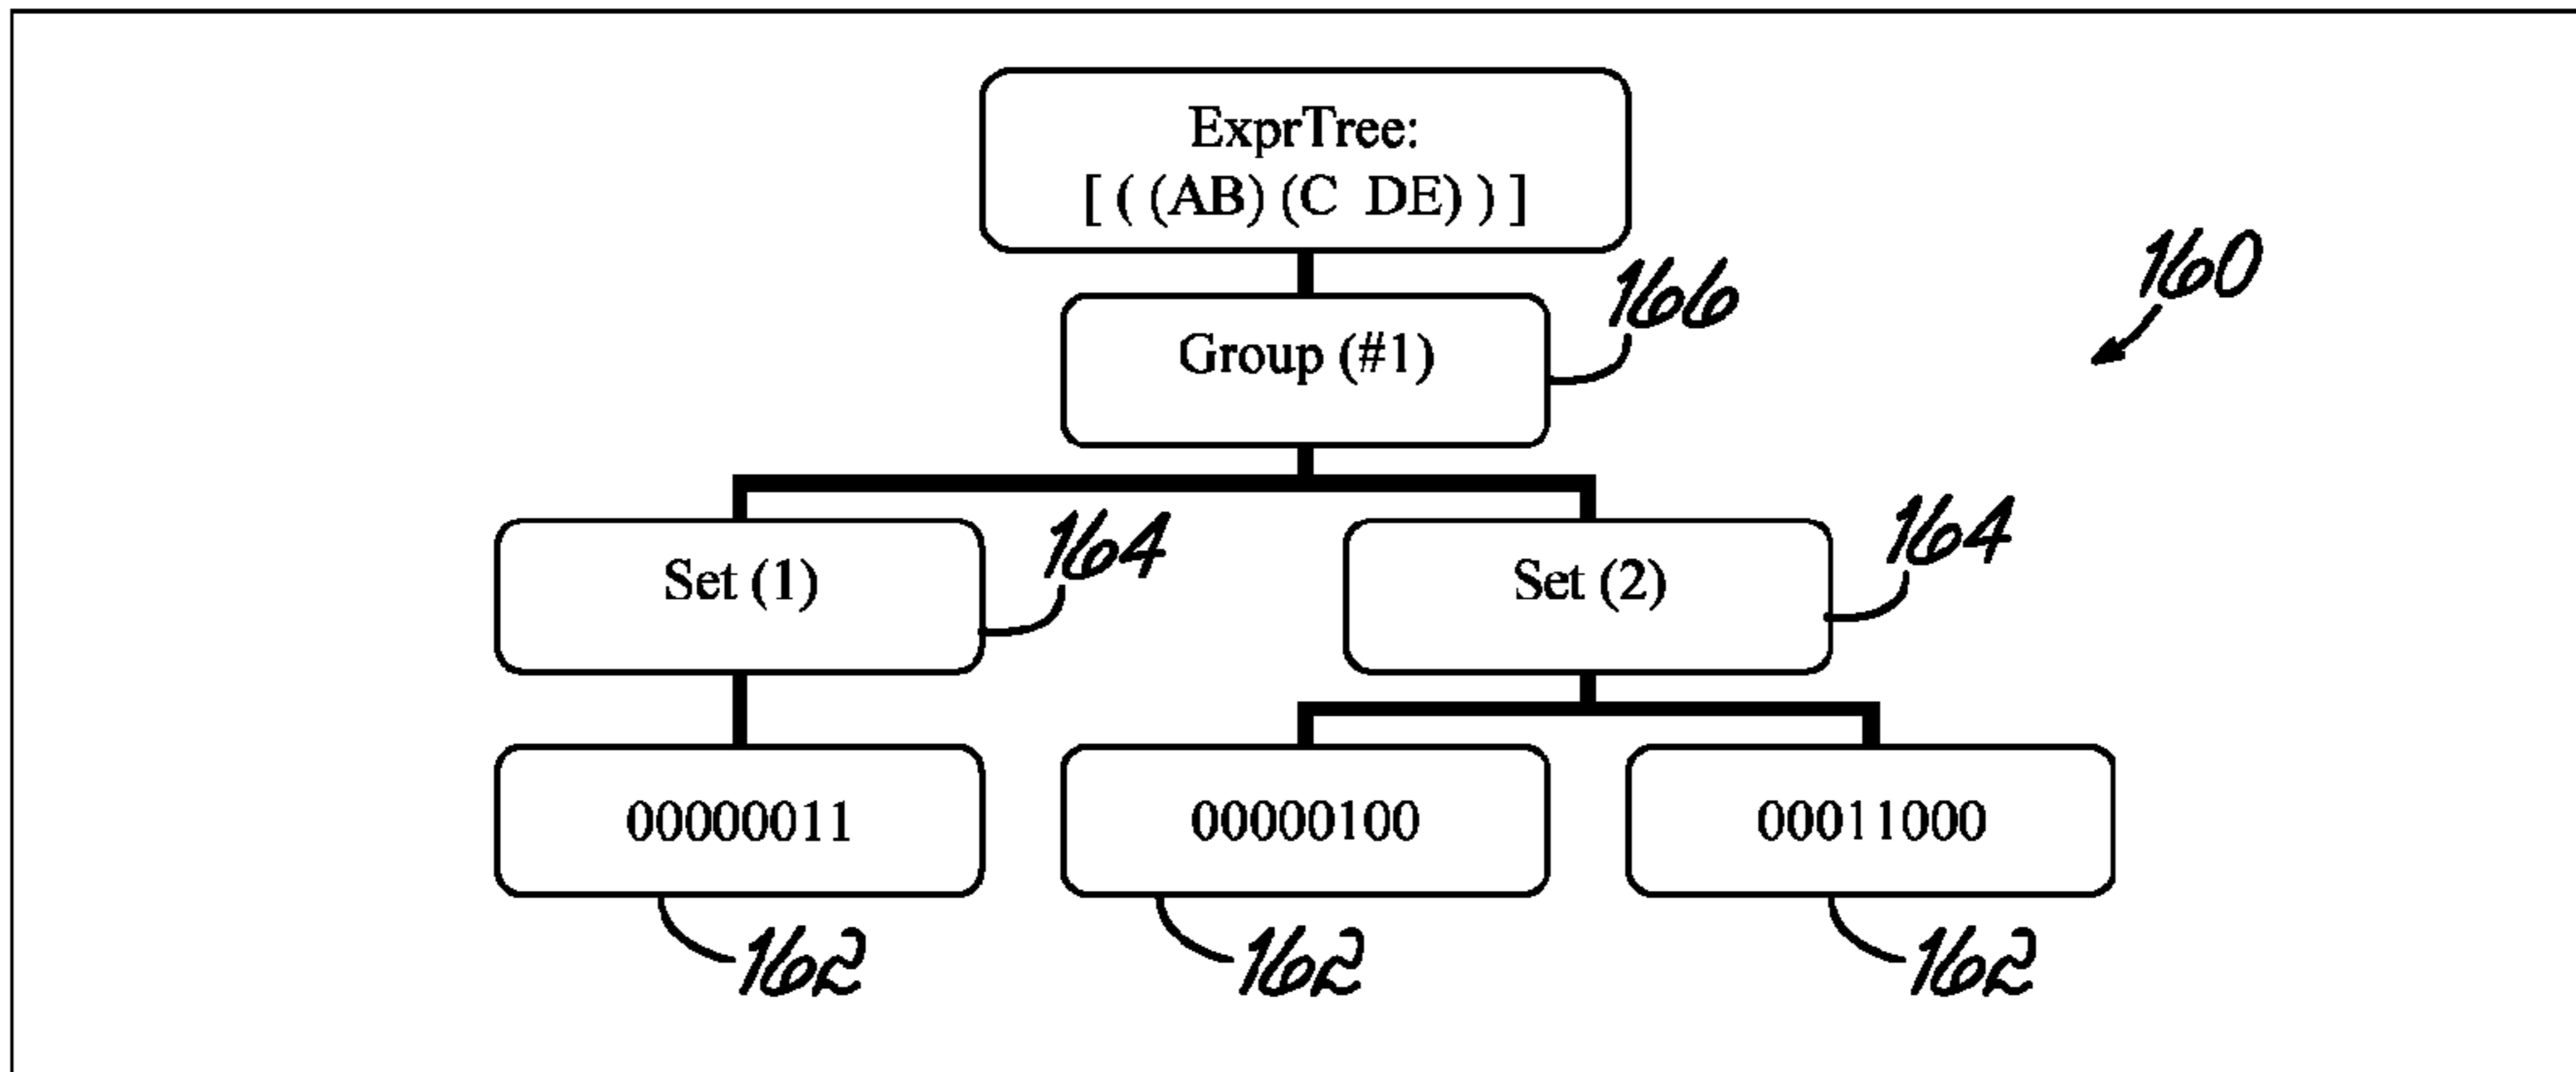 ExprTree:
[ ( (AB) (C DE) ) ]
166
160
Group (#1)
164
164
Set (1)
Set (2)
00000011
00000100
00011000
162
162
162